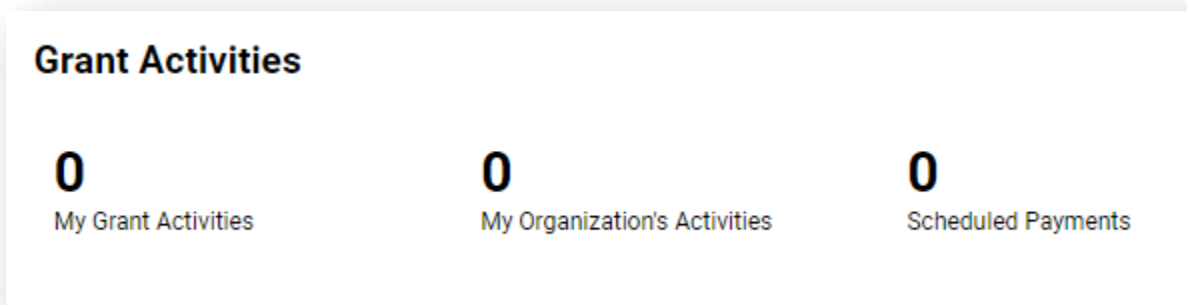 Grant Activities
0
My Grant Activities
0
My Organization's Activities
0
Scheduled Payments